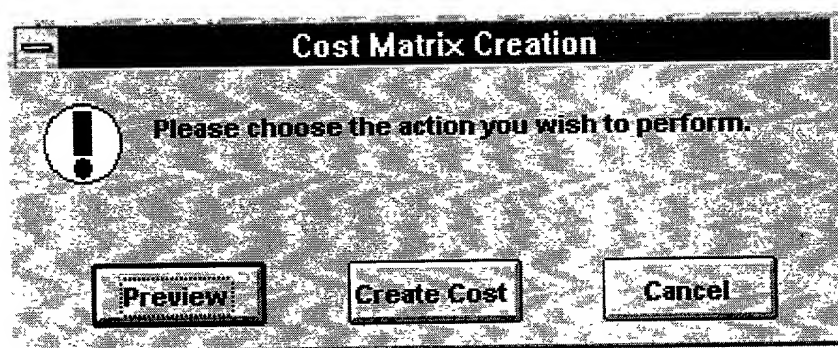 Cost Matrix Creation
Please choose the action you wish to perform.
Preview Create Cost Cancel